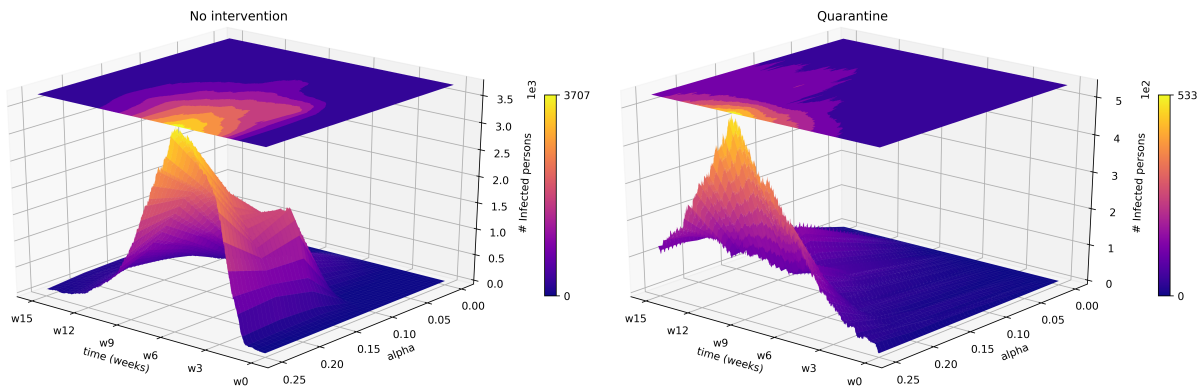 No intervention
1e3
3707
0
3.5
3.0
2.5
2.0
1.5
1.0
0.5
0.0
# Infected persons
w15
w12
w9
w6
w3
w0
time (weeks)
0.25
0.20
0.15
0.10
0.05
0.00
alpha
Quarantine
1e2
533
0
5
4
3
2
1
0
# Infected persons
w15
w12
w9
w6
w3
w0
time (weeks)
0.25
0.20
0.15
0.10
0.05
0.00
alpha